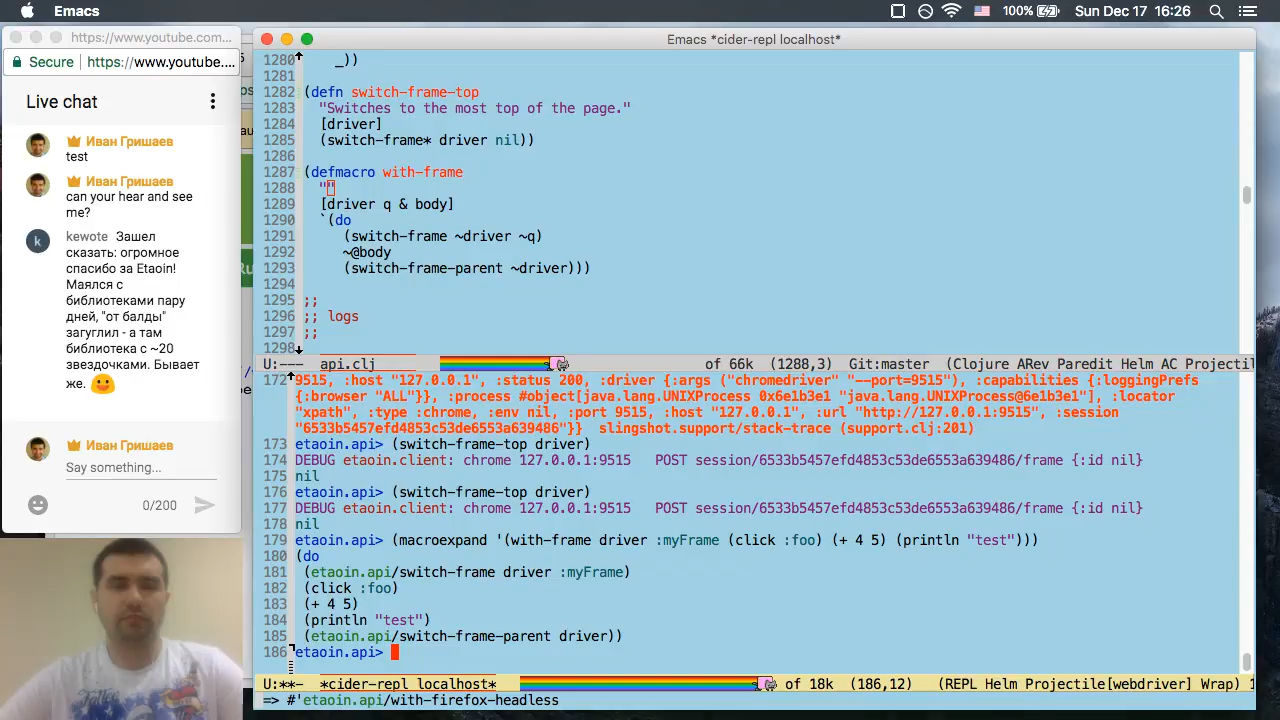 Emacs
100%
Sun Dec 17 16:26
https://www.youtube.com...
Secure
https://www.youtube....
Live chat
Иван Гришаев
test
Иван Гришаев
can your hear and see
me?
k
kewote Зашел
сказать: огромное
спасибо за Etaoin!
Маялся с
библиотеками пару
дней, "от балды"
загуглил - а там
библиотека с ~20
звездочками. Бывает
же.
Иван Гришаев
Say something...
0/200
Emacs *cider-repl localhost*
1280 _))
1281
1282 (defn switch-frame-top
1283 "Switches to the most top of the page."
1284 [driver]
1285 (switch-frame* driver nil))
1286
1287 (defmacro with-frame
1288 ""
1289 [driver q & body]
1290 `(do
1291 (switch-frame ~driver ~q)
1292 ~@body
1293 (switch-frame-parent ~driver)))
1294
1295 ;;
1296 ;; logs
1297 ;;
1298
U:--- api.clj of 66k (1288,3) Git:master (Clojure ARev Paredit Helm AC Projectil
172 9515, :host "127.0.0.1", :status 200, :driver {:args ("chromedriver" "--port=9515"), :capabilities {:loggingPrefs
{:browser "ALL"}}, :process #object[java.lang.UNIXProcess 0x6e1b3e1 "java.lang.UNIXProcess@6e1b3e1"], :locator
"xpath", :type :chrome, :env nil, :port 9515, :host "127.0.0.1", :url "http://127.0.0.1:9515", :session
"6533b5457efd4853c53de6553a639486"}} slingshot.support/stack-trace (support.clj:201)
173 etaoin.api> (switch-frame-top driver)
174 DEBUG etaoin.client: chrome 127.0.0.1:9515 POST session/6533b5457efd4853c53de6553a639486/frame {:id nil}
175 nil
176 etaoin.api> (switch-frame-top driver)
177 DEBUG etaoin.client: chrome 127.0.0.1:9515 POST session/6533b5457efd4853c53de6553a639486/frame {:id nil}
178 nil
179 etaoin.api> (macroexpand '(with-frame driver :myFrame (click :foo) (+ 4 5) (println "test")))
180 (do
181 (etaoin.api/switch-frame driver :myFrame)
182 (click :foo)
183 (+ 4 5)
184 (println "test")
185 (etaoin.api/switch-frame-parent driver))
186 etaoin.api>
U:**- *cider-repl localhost* of 18k (186,12) (REPL Helm Projectile[webdriver] Wrap)
=> #'etaoin.api/with-firefox-headless